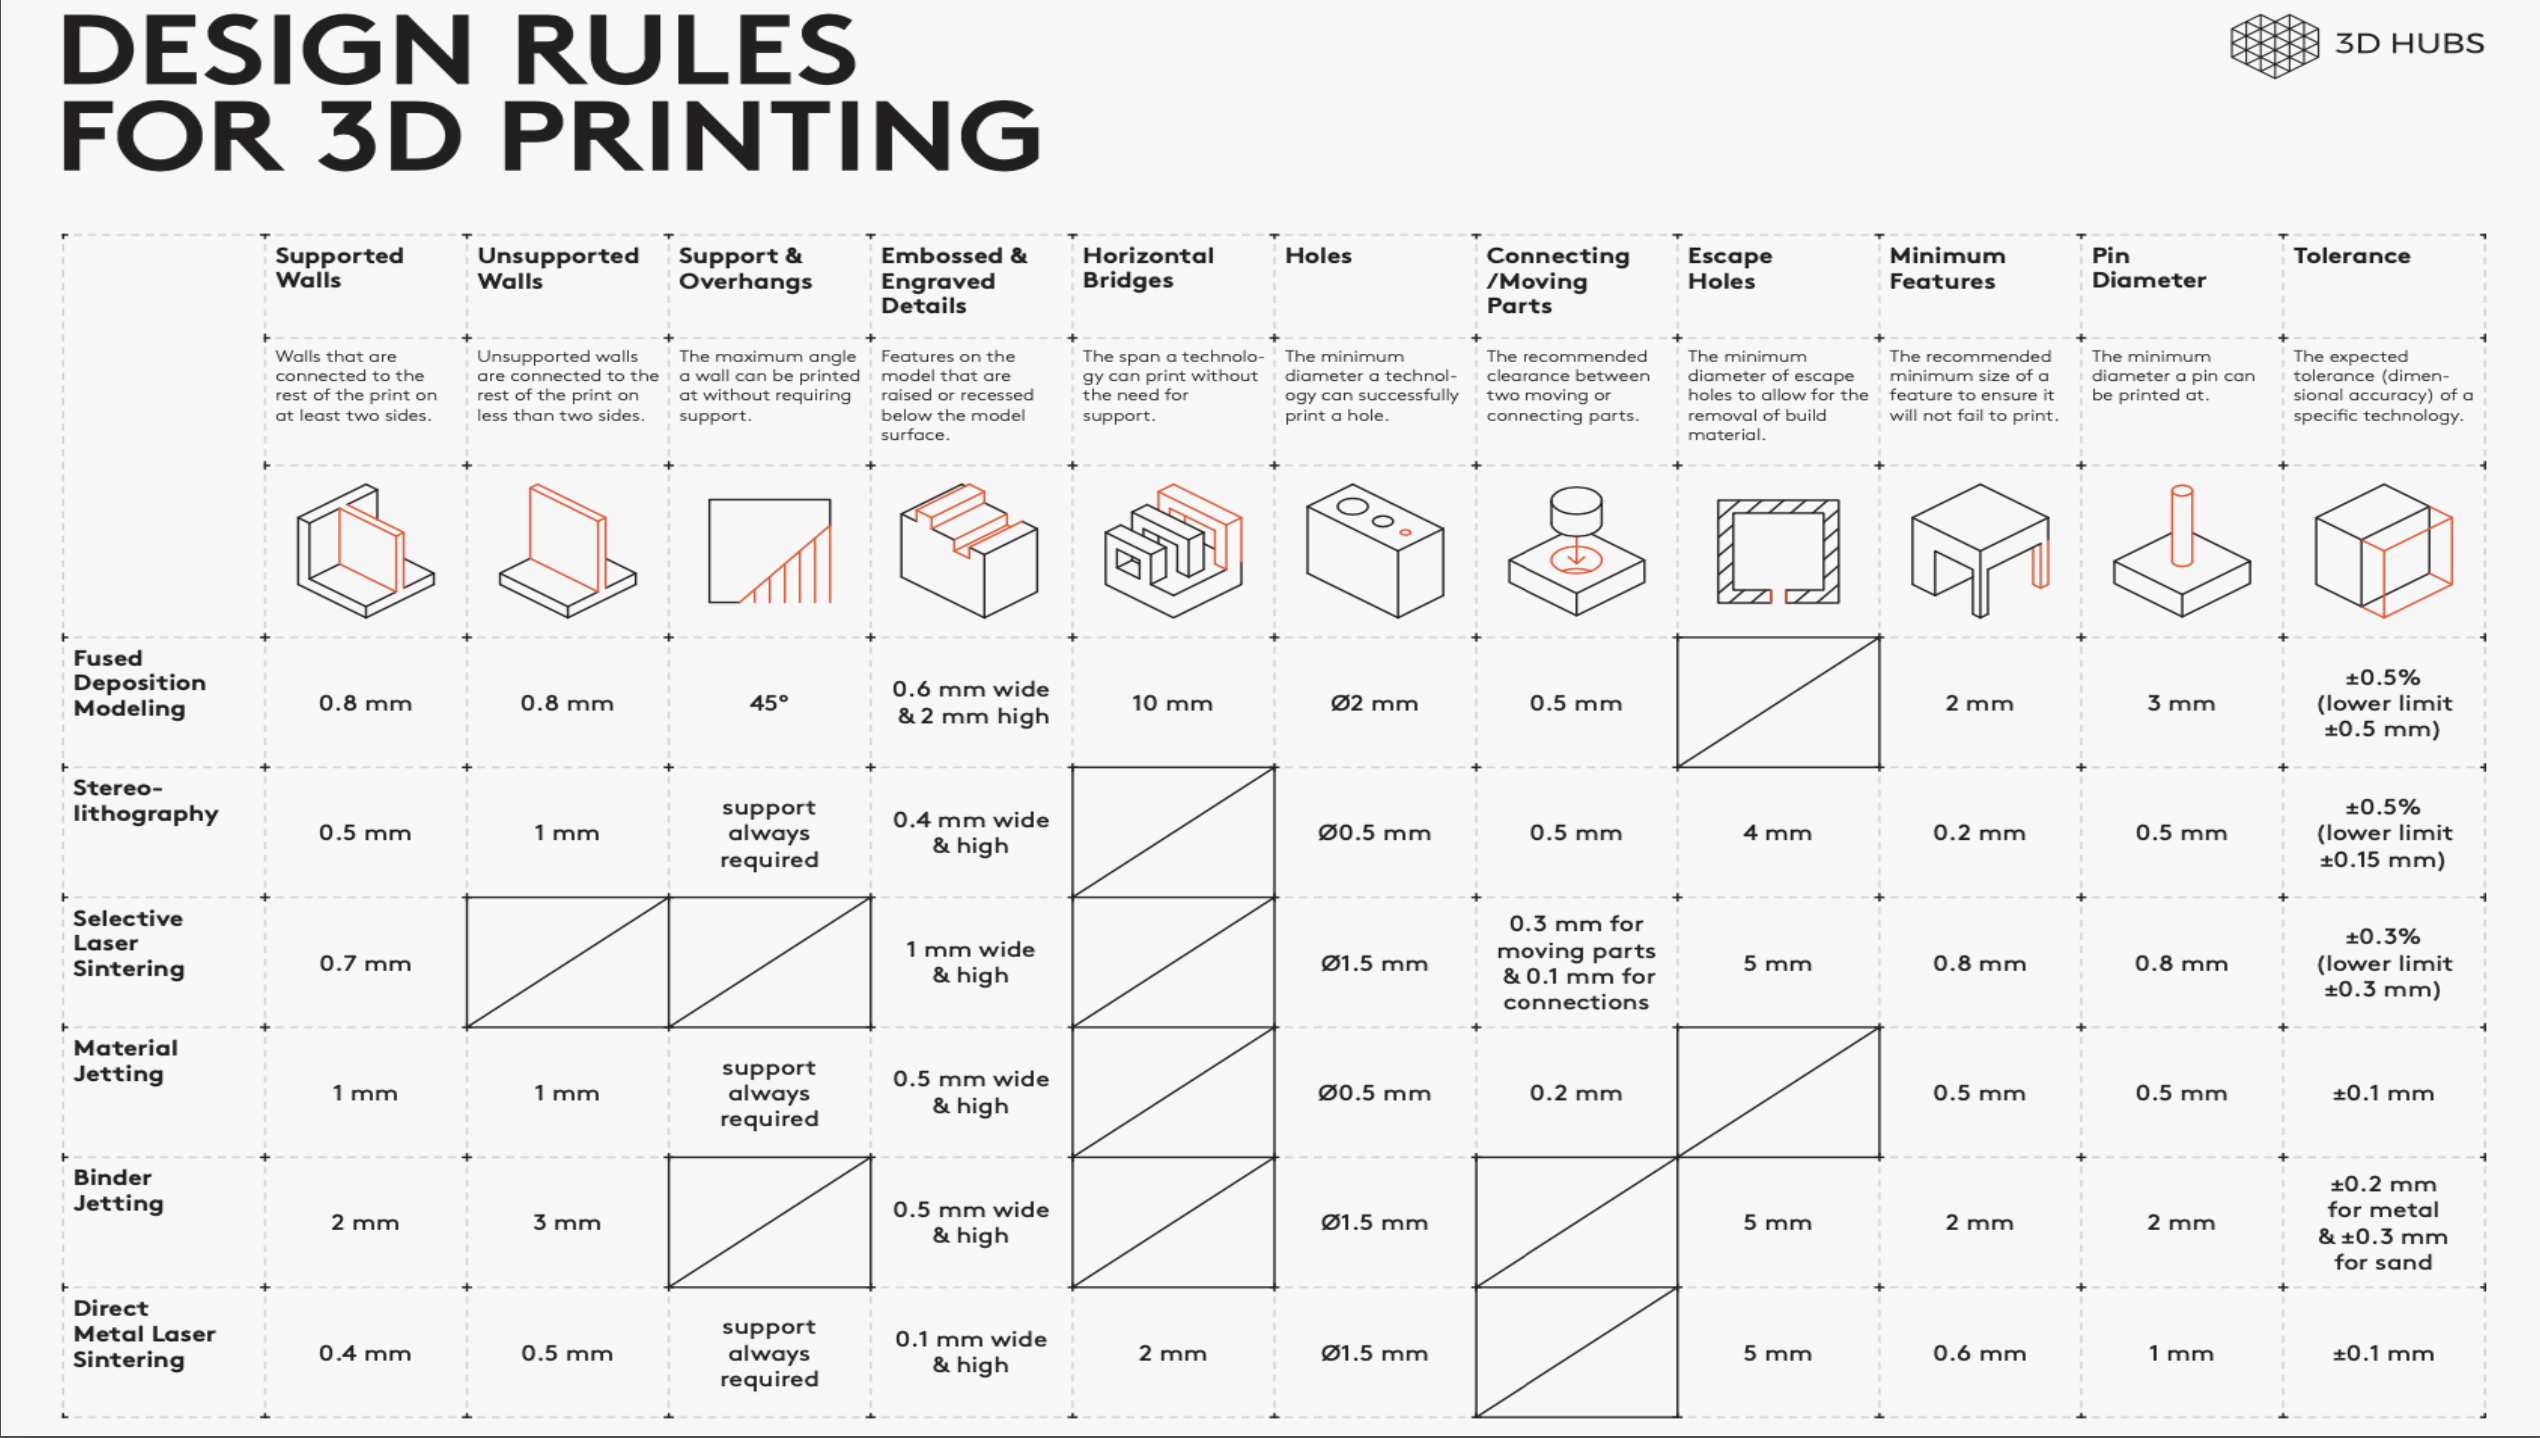 DESIGN RULES
FOR 3D PRINTING
3D HUBS
Supported
Walls
Unsupported
Walls
Support &
Overhangs
Embossed &
Engraved
Details
Horizontal
Bridges
Holes
Connecting
/Moving
Parts
Escape
Holes
Minimum
Features
Pin
Diameter
Tolerance
Walls that are
connected to the
rest of the print on
at least two sides.
Unsupported walls
are connected to the
rest of the print on
less than two sides.
The maximum angle
a wall can be printed
at without requiring
support.
Features on the
model that are
raised or recessed
below the model
surface.
The span a technolo-
gy can print without
the need for
support.
The minimum
diameter a technol-
ogy can successfully
print a hole.
The recommended
clearance between
two moving or
connecting parts.
The minimum
diameter of escape
holes to allow for the
removal of build
material.
The recommended
minimum size of a
feature to ensure it
will not fail to print.
The minimum
diameter a pin can
be printed at.
The expected
tolerance (dimen-
sional accuracy) of a
specific technology.
Fused
Deposition
Modeling
0.8 mm
0.8 mm
45°
0.6 mm wide
& 2 mm high
10 mm
Ø2 mm
0.5 mm
2 mm
3 mm
±0.5%
(lower limit
±0.5 mm)
Stereo-
lithography
0.5 mm
1 mm
support
always
required
0.4 mm wide
& high
Ø0.5 mm
0.5 mm
4 mm
0.2 mm
0.5 mm
±0.5%
(lower limit
±0.15 mm)
Selective
Laser
Sintering
0.7 mm
1 mm wide
& high
Ø1.5 mm
0.3 mm for
moving parts
& 0.1 mm for
connections
5 mm
0.8 mm
0.8 mm
±0.3%
(lower limit
±0.3 mm)
Material
Jetting
1 mm
1 mm
support
always
required
0.5 mm wide
& high
Ø0.5 mm
0.2 mm
0.5 mm
0.5 mm
±0.1 mm
Binder
Jetting
2 mm
3 mm
0.5 mm wide
& high
Ø1.5 mm
5 mm
2 mm
2 mm
±0.2 mm
for metal
& ±0.3 mm
for sand
Direct
Metal Laser
Sintering
0.4 mm
0.5 mm
support
always
required
0.1 mm wide
& high
2 mm
Ø1.5 mm
5 mm
0.6 mm
1 mm
±0.1 mm